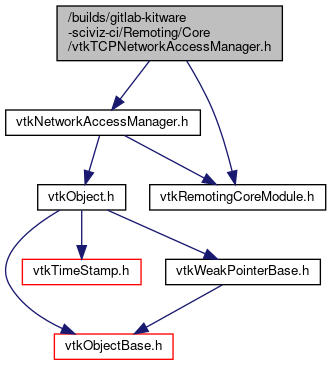 /builds/gitlab-kitware
-sciviz-ci/Remoting/Core
/vtkTCPNetworkAccessManager.h
vtkNetworkAccessManager.h
vtkObject.h
vtkRemotingCoreModule.h
vtkTimeStamp.h
vtkWeakPointerBase.h
vtkObjectBase.h